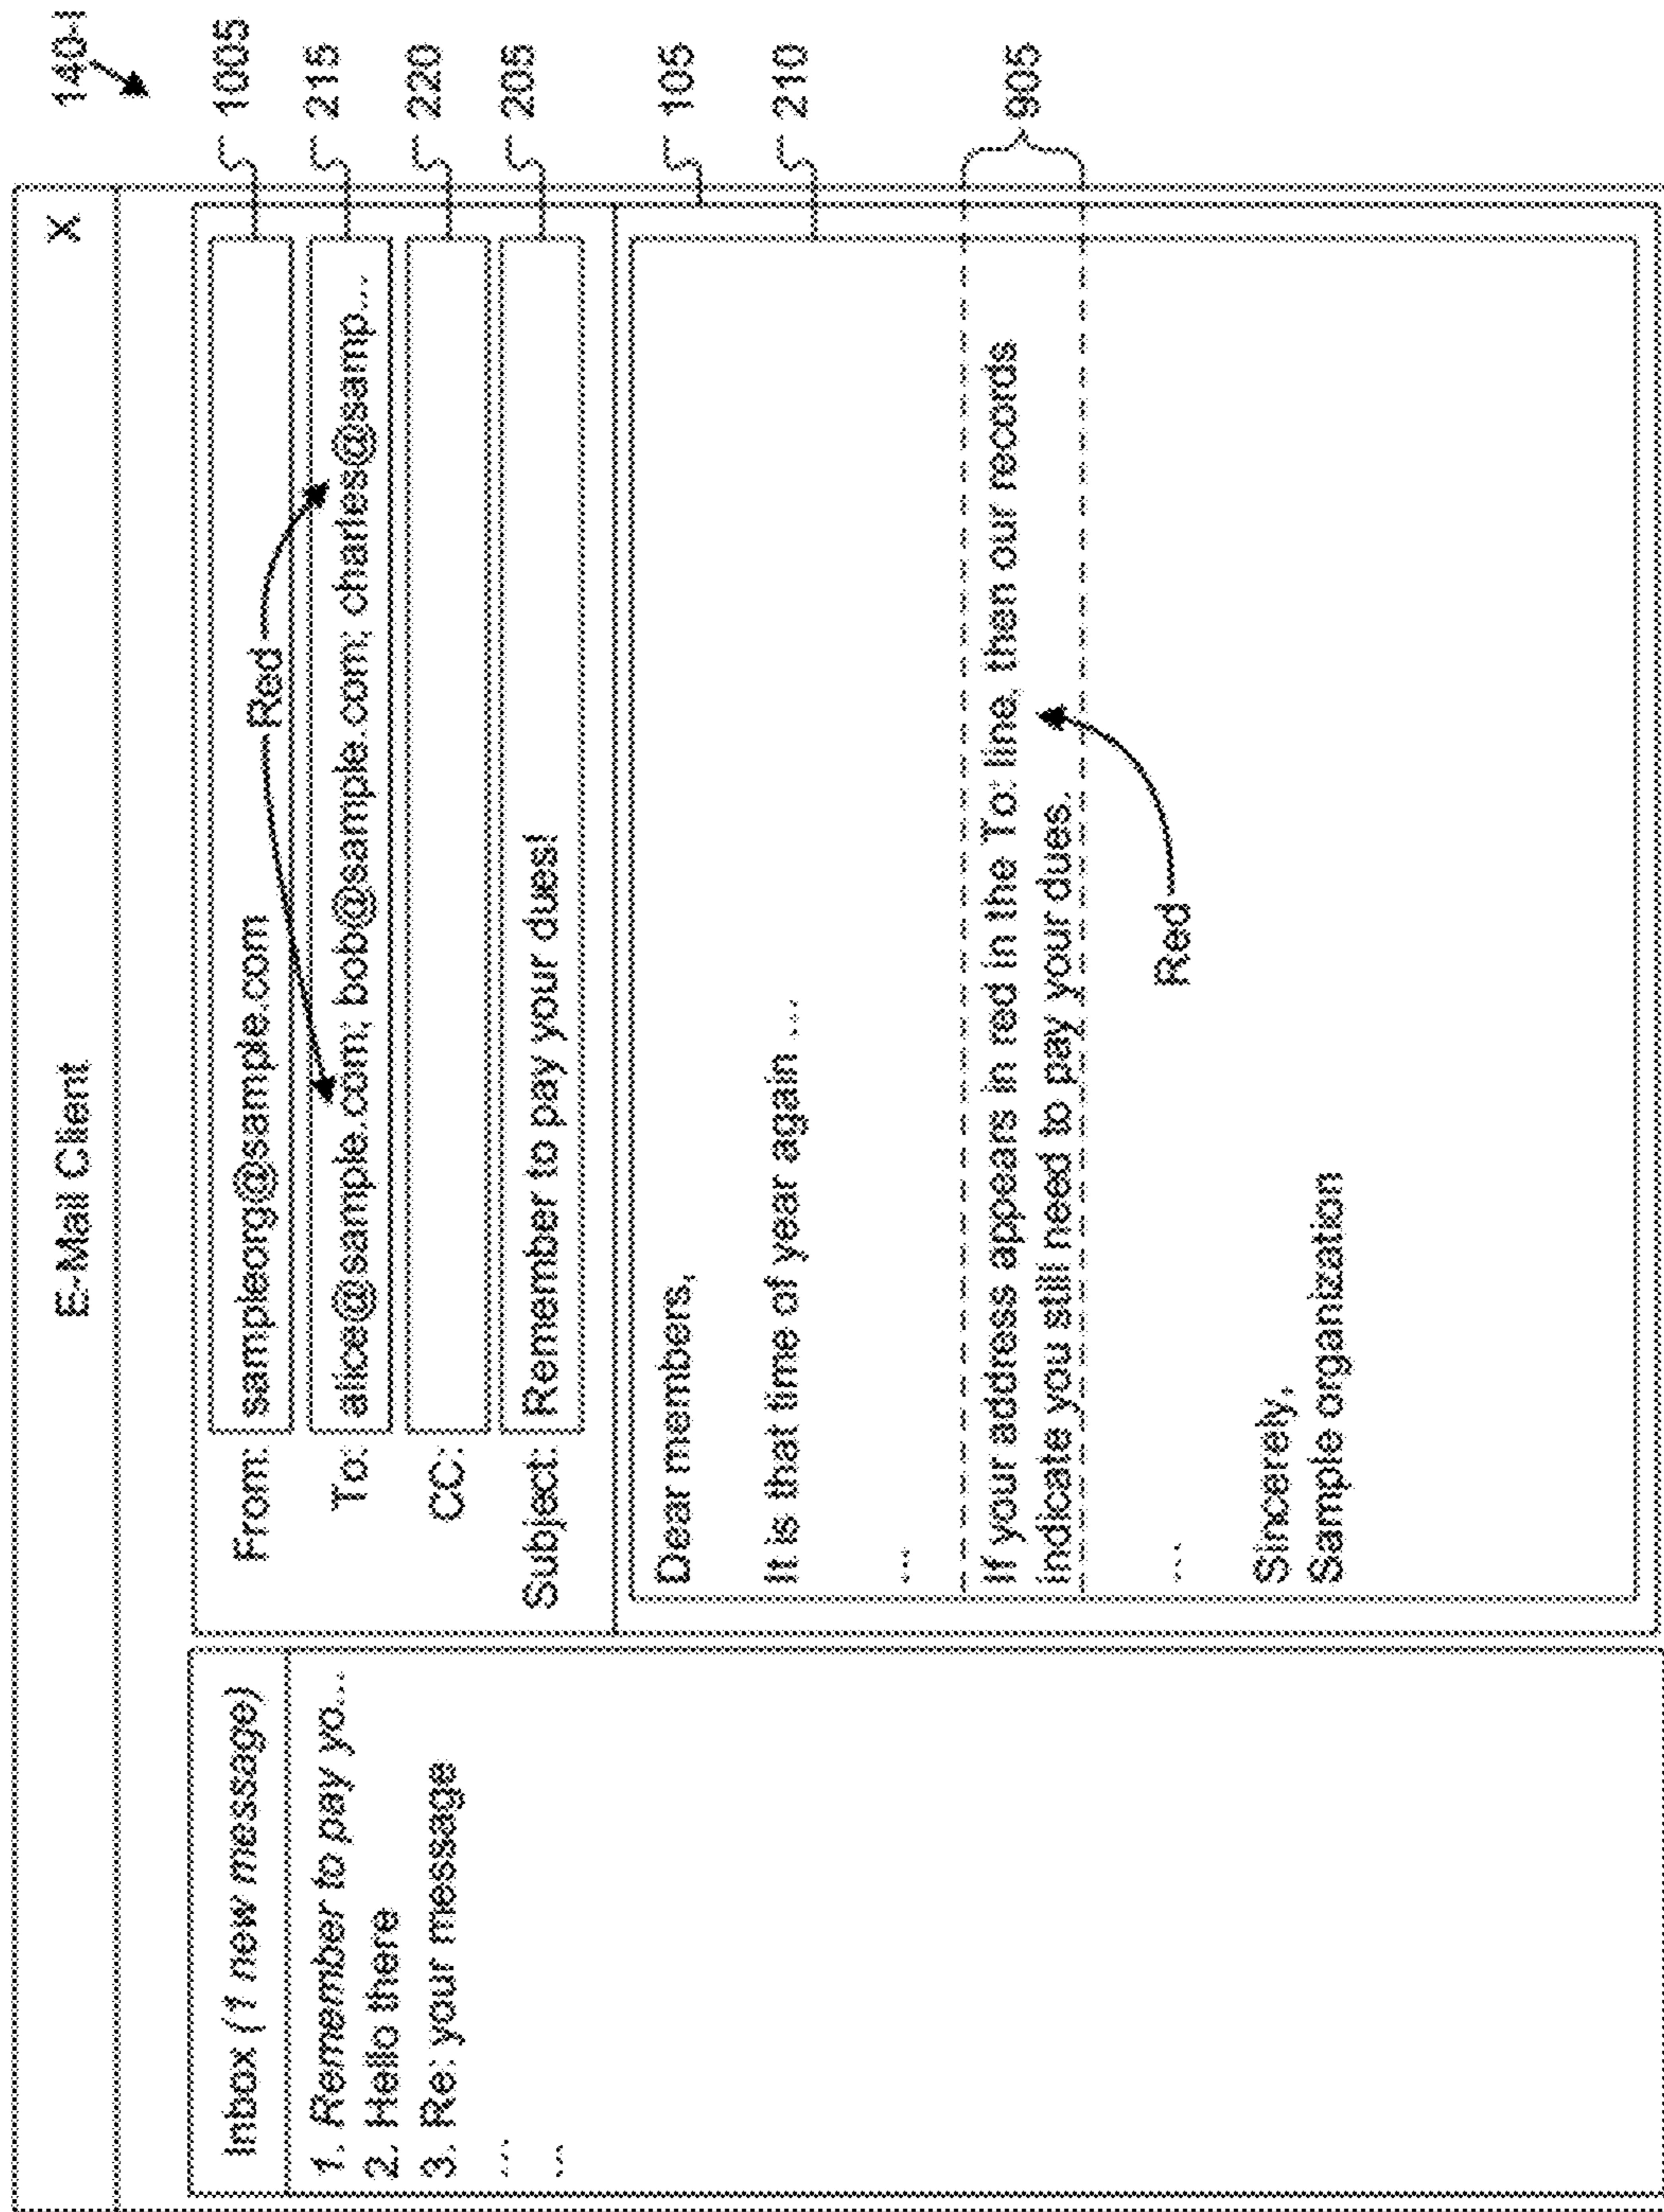 140-I
E-Mail Client
X
Inbox (1 new message)
1. Remember to pay yo...
2. Hello there
3. Re: your message
...
...
From: sampleorg@sample.com
1005
Red
To: alice@sample.com; bob@sample.com; charles@samp...
215
CC:
220
Subject: Remember to pay your dues!
205
Dear members,
105
It is that time of year again ...
210
...
If your address appears in red in the To: line, then our records
indicate you still need to pay your dues.
905
Red
...
Sincerely,
Sample organization